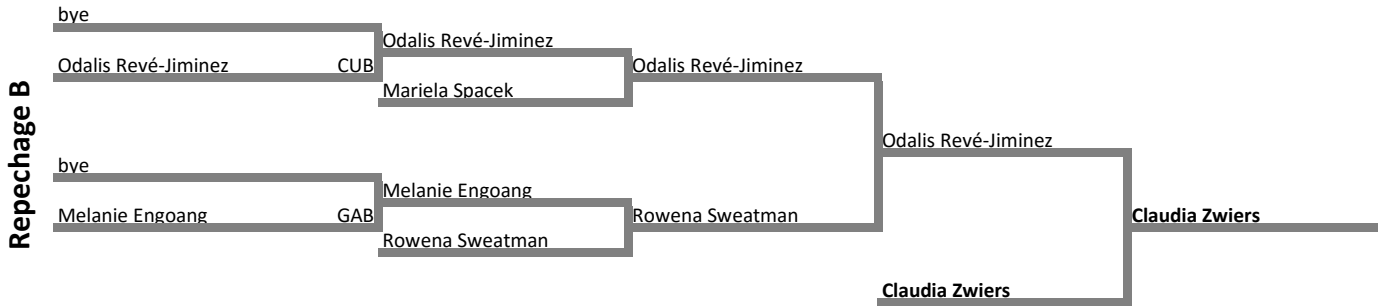 Repechage B
bye
Odalis Revé-Jiminez CUB
Odalis Revé-Jiminez
Mariela Spacek
Odalis Revé-Jiminez
bye
Melanie Engoang GAB
Melanie Engoang
Rowena Sweatman
Rowena Sweatman
Odalis Revé-Jiminez
Claudia Zwiers
Claudia Zwiers